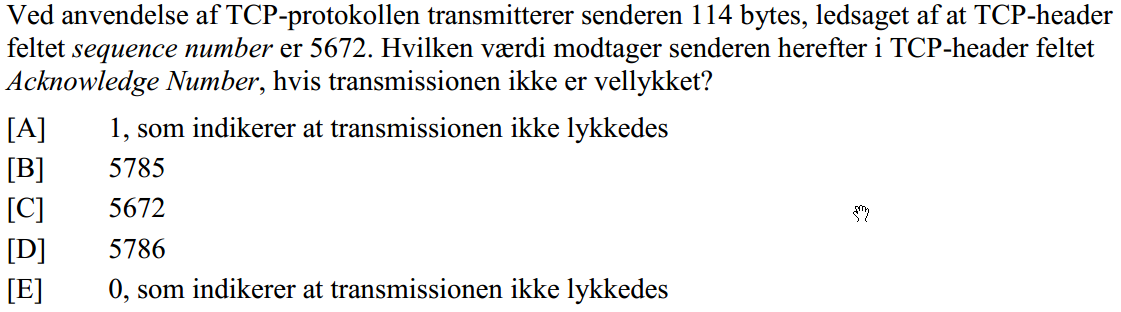 Ved anvendelse af TCP-protokollen transmitterer senderen 114 bytes, ledsaget af at TCP-header
feltet sequence number er 5672. Hvilken værdi modtager senderen herefter i TCP-header feltet
Acknowledge Number, hvis transmissionen ikke er vellykket?
[A] 1, som indikerer at transmissionen ikke lykkedes
[B] 5785
[C] 5672
[D] 5786
[E] 0, som indikerer at transmissionen ikke lykkedes